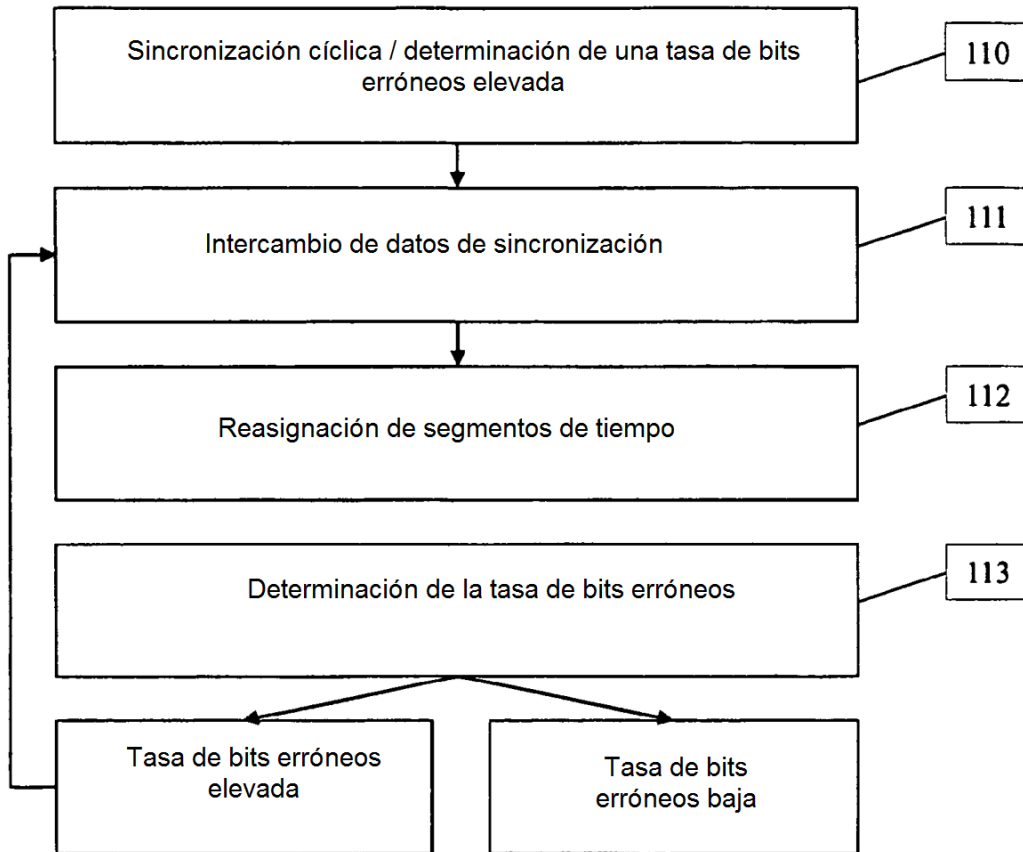 Sincronización cíclica / determinación de una tasa de bits
erróneos elevada
110
Intercambio de datos de sincronización
111
Reasignación de segmentos de tiempo
112
Determinación de la tasa de bits erróneos
113
Tasa de bits erróneos
elevada
Tasa de bits
erróneos baja